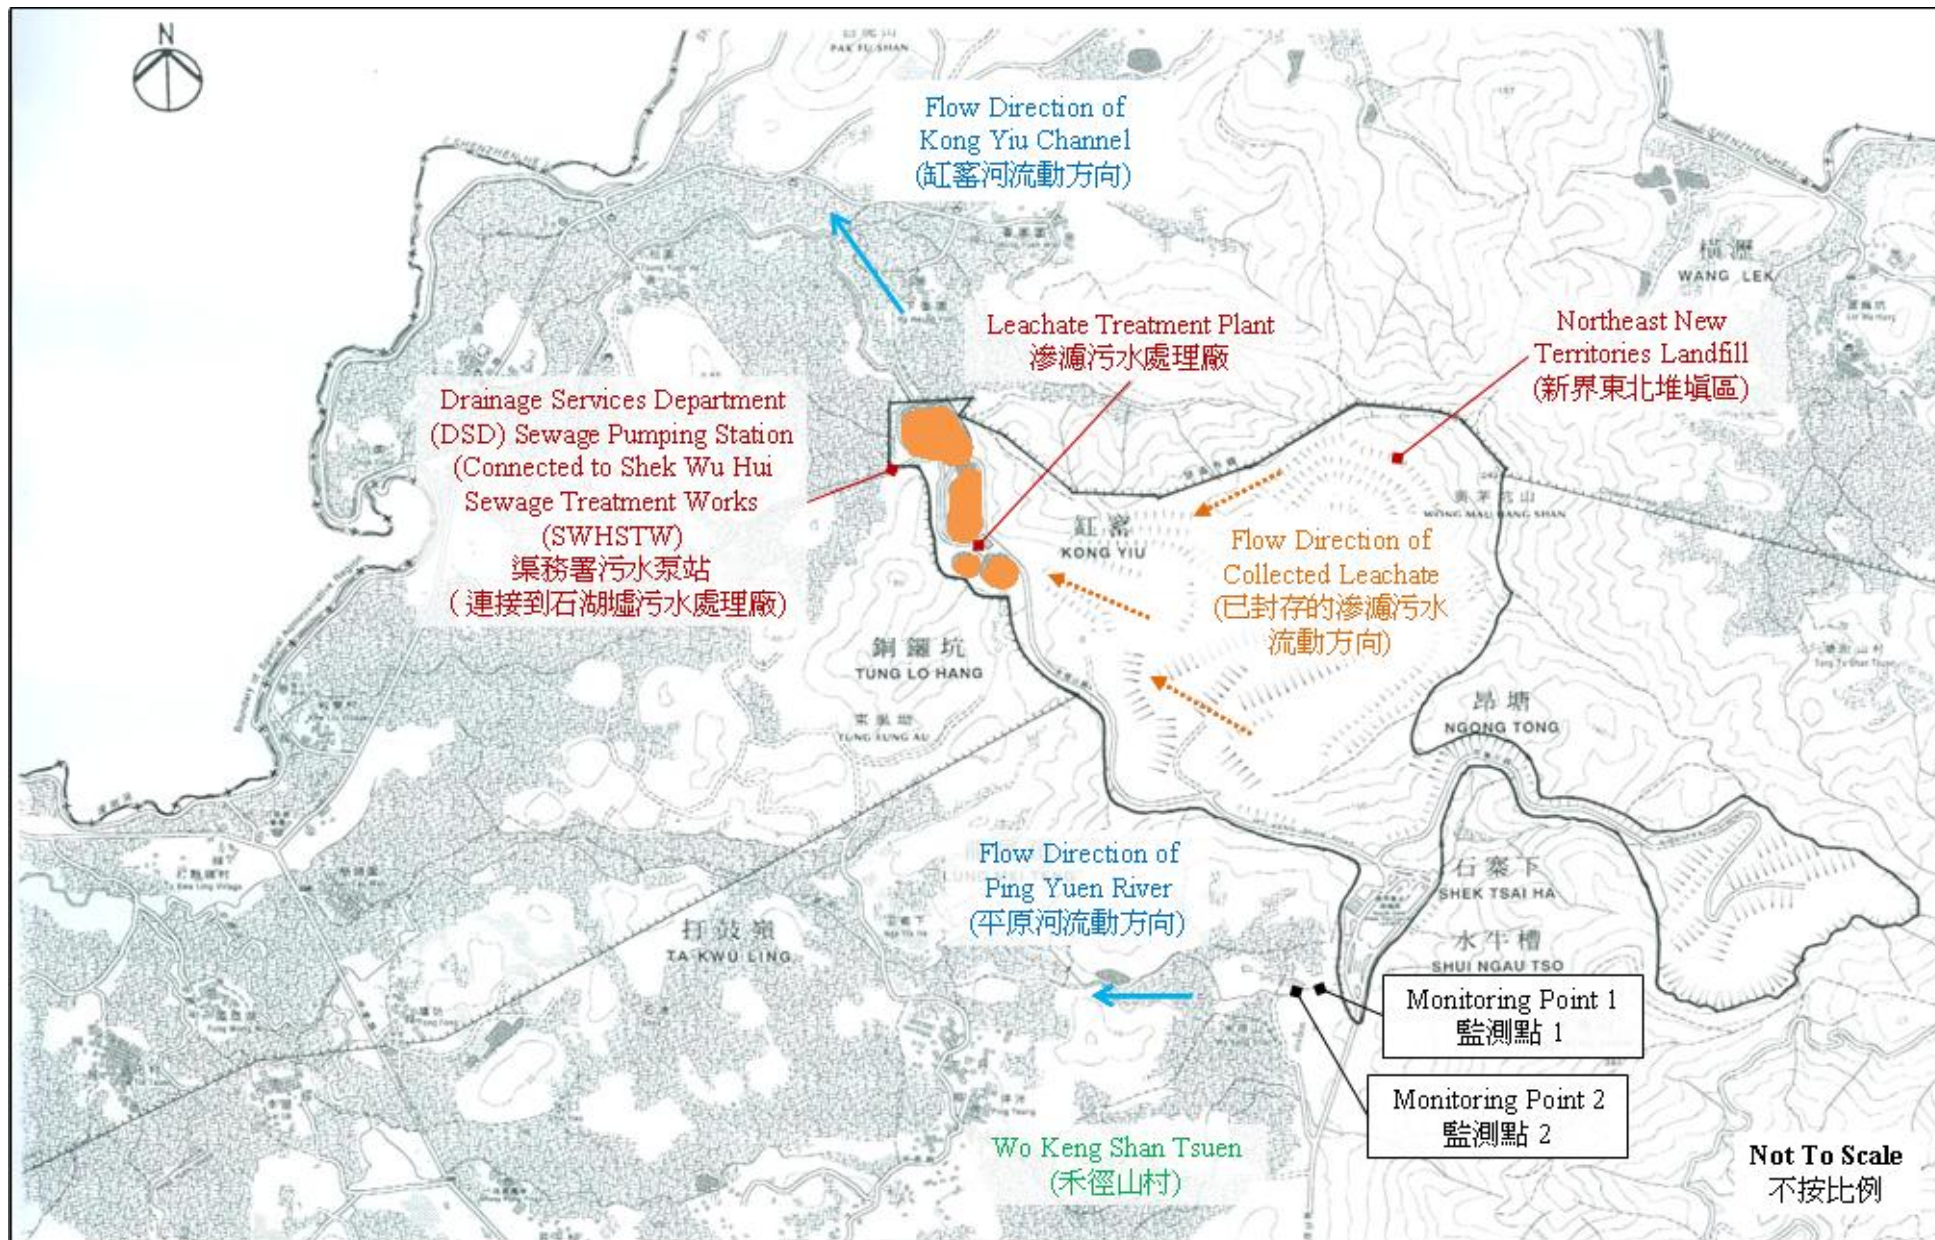 N
PAK FU SHAN
Flow Direction of
Kong Yiu Channel
(缸窰河流動方向)
橫瀝
WANG LEK
Leachate Treatment Plant
滲濾污水處理廠
Northeast New
Territories Landfill
(新界東北堆填區)
Drainage Services Department
(DSD) Sewage Pumping Station
(Connected to Shek Wu Hui
Sewage Treatment Works
(SWHSTW)
渠務署污水泵站
(連接到石湖墟污水處理廠)
缸窰
KONG YIU
WONG MAU HANG SHAN
Flow Direction of
Collected Leachate
(已封存的滲濾污水
流動方向)
銅鑼坑
TUNG LO HANG
TUNG FUNG AU
昂塘
NGONG TONG
Flow Direction of
Ping Yuen River
(平原河流動方向)
石寨下
SHEK TSAI HA
打鼓嶺
TA KWU LING
水牛槽
SHUI NGAU TSO
Monitoring Point 1
監測點 1
Monitoring Point 2
監測點 2
Wo Keng Shan Tsuen
(禾徑山村)
Not To Scale
不按比例